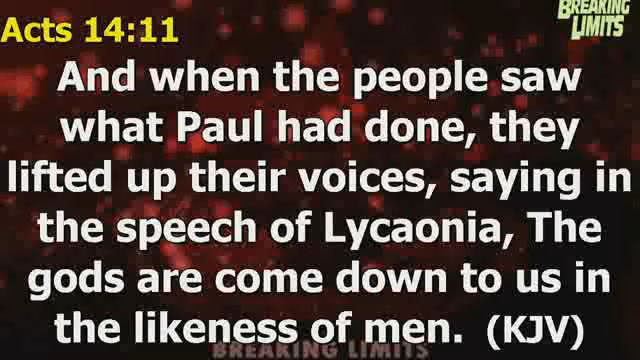 BREAKING
LIMITS
Acts 14:11
And when the people saw
what Paul had done, they
lifted up their voices, saying in
the speech of Lycaonia, The
gods are come down to us in
the likeness of men. (KJV)
BREAKING LIMITS